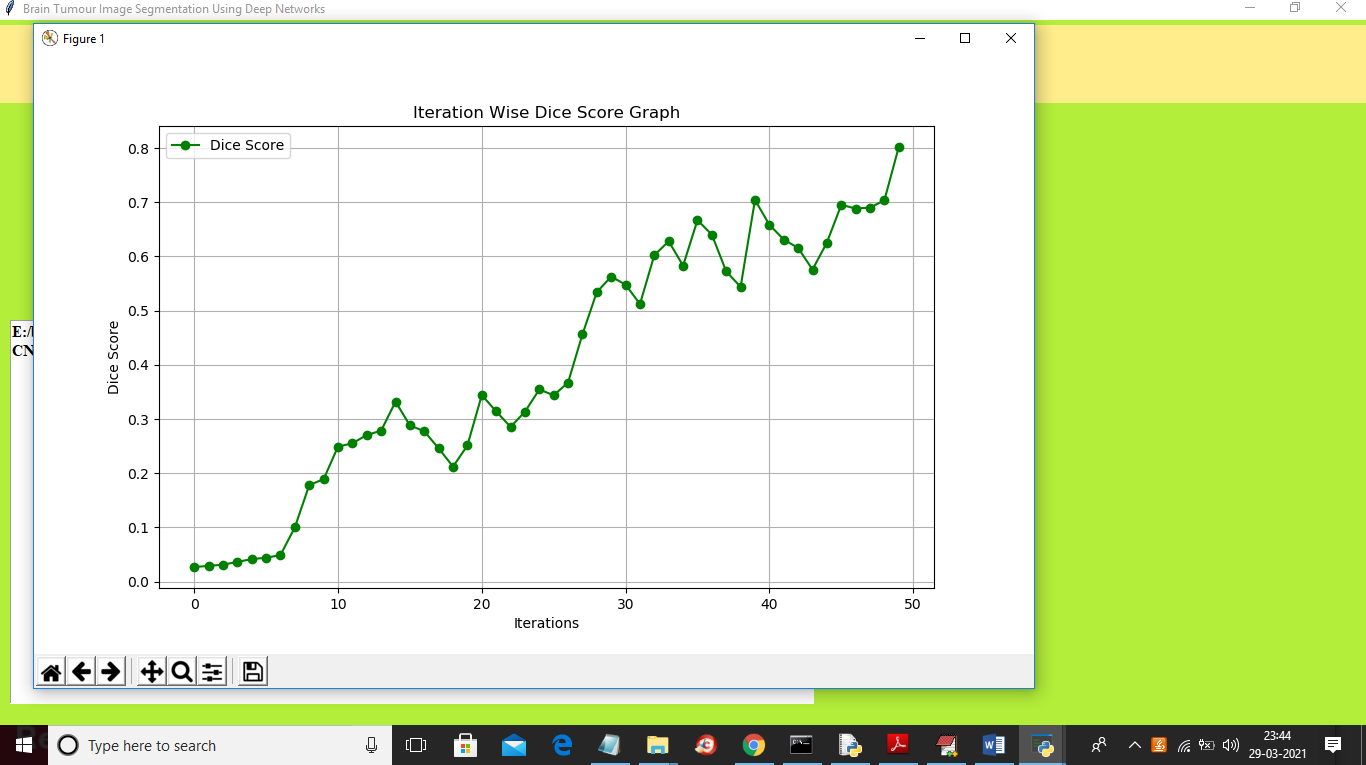 Brain Tumour Image Segmentation Using Deep Networks
Figure 1
Iteration Wise Dice Score Graph
Dice Score
0.8
0.7
0.6
0.5
0.4
0.3
0.2
0.1
0.0
Dice Score
0 10 20 30 40 50
Iterations
E:/
CN
Type here to search
23:44
29-03-2021